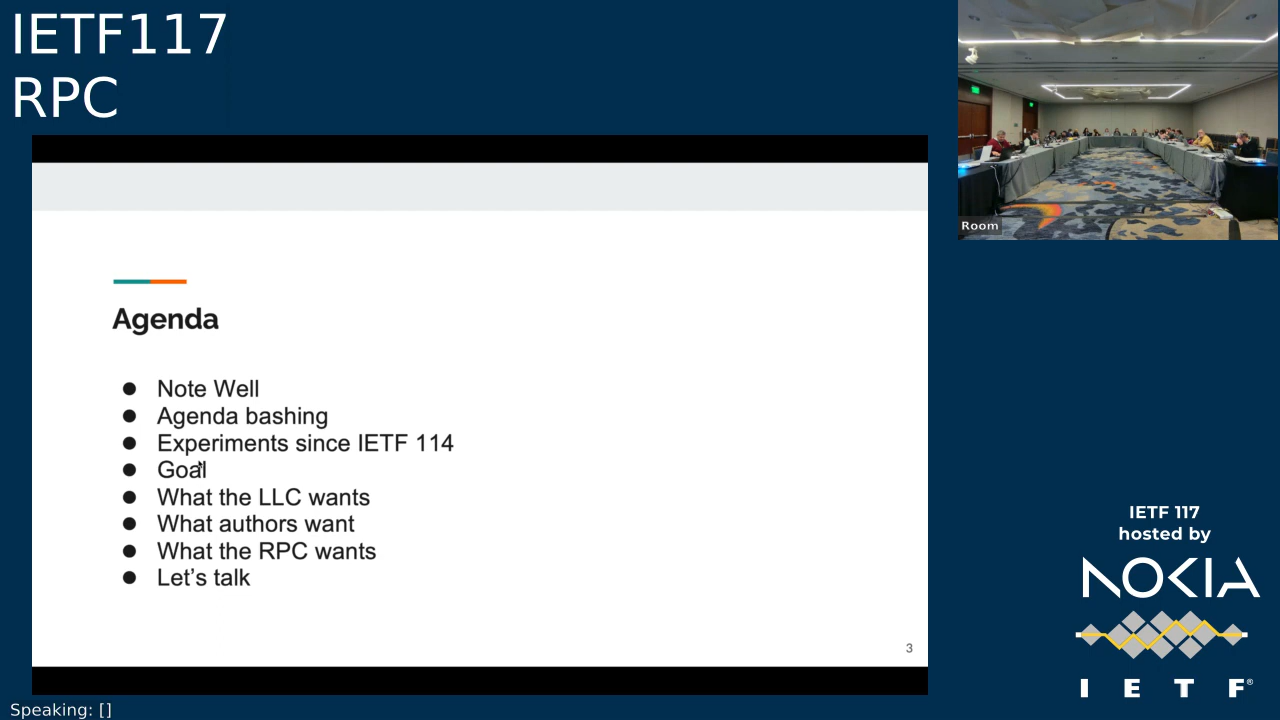 IETF117
RPC
Room
Agenda
● Note Well
● Agenda bashing
● Experiments since IETF 114
● Goal
● What the LLC wants
● What authors want
● What the RPC wants
● Let's talk
3
IETF 117
hosted by
NOKIA
I E T F®
Speaking: []